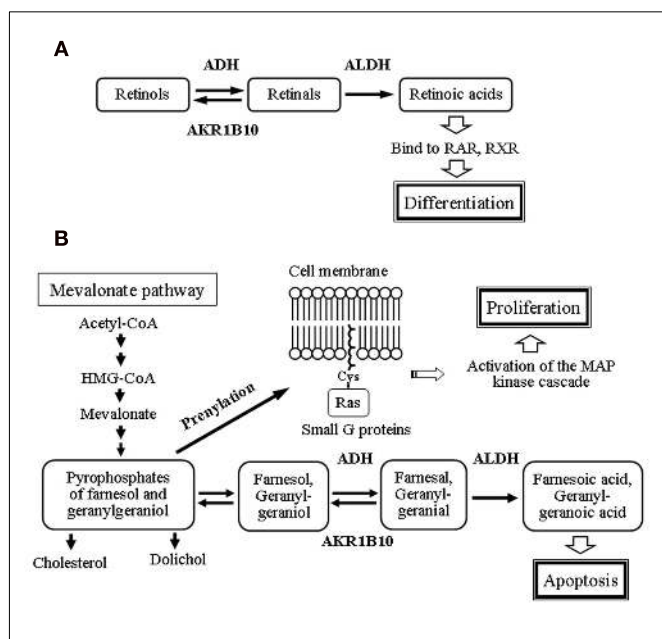 A
ADH
ALDH
Retinols
Retinals
Retinoic acids
AKR1B10
Bind to RAR, RXR
Differentiation
B
Cell membrane
Mevalonate pathway
Proliferation
Acetyl-CoA
HMG-CoA
Mevalonate
Prenylation
Cys
Ras
Small G proteins
Activation of the MAP
kinase cascade
ADH
ALDH
Pyrophosphates
of farnesol and
geranylgeraniol
Farnesol,
Geranyl-
geraniol
Farnesal,
Geranyl-
geranial
Farnesoic acid,
Geranyl-
geranoic acid
AKR1B10
Cholesterol
Dolichol
Apoptosis